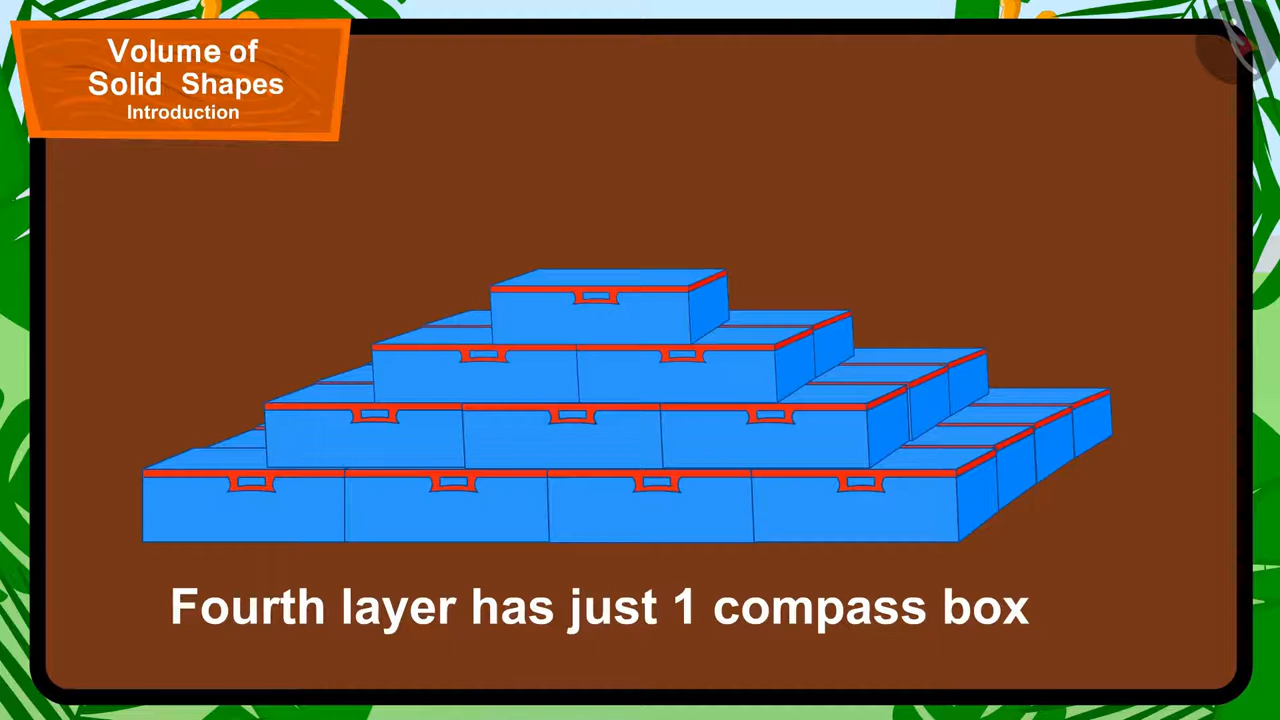 Volume of
Solid Shapes
Introduction
Fourth layer has just 1 compass box